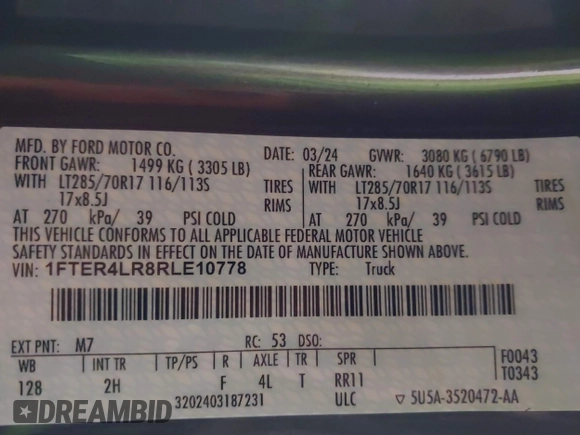 MFD. BY FORD MOTOR CO. DATE: 03/24 GVWR: 3080 KG ( 6790 LB)
FRONT GAWR: 1499 KG ( 3305 LB) REAR GAWR: 1640 KG ( 3615 LB)
WITH LT285/70R17 116/113S TIRES WITH LT285/70R17 116/113S TIRES
17x8.5J RIMS 17x8.5J RIMS
AT 270 kPa/ 39 PSI COLD AT 270 kPa/ 39 PSI COLD
THIS VEHICLE CONFORMS TO ALL APPLICABLE FEDERAL MOTOR VEHICLE
SAFETY STANDARDS IN EFFECT ON THE DATE OF MANUFACTURE SHOWN ABOVE.
VIN: 1FTER4LR8RLE10778 TYPE: Truck
EXT PNT: M7 RC: 53 DSO:
WB INT TR TP/PS R AXLE TR SPR F0043
128 2H F 4L T RR11 T0343
3202403187231 ULC ▽ 5U5A-3520472-AA
DREAMBID